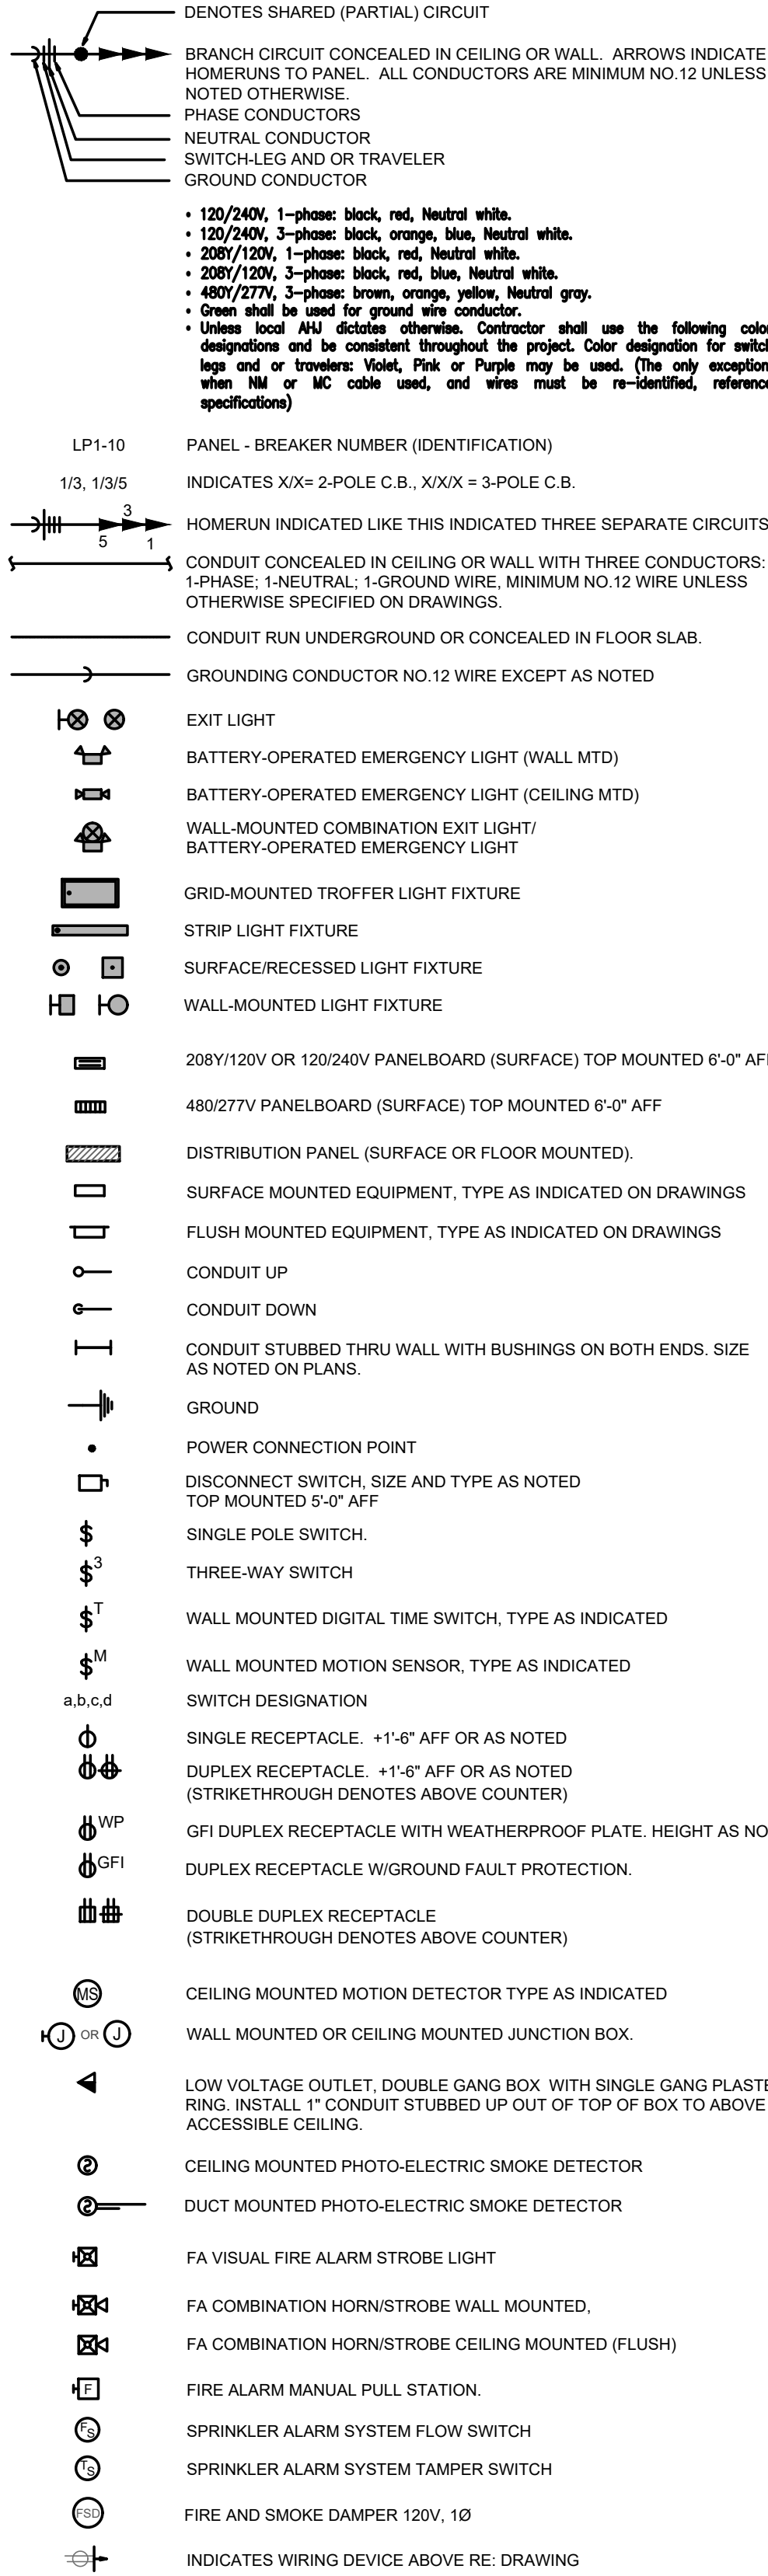 DENOTES SHARED (PARTIAL) CIRCUIT
BRANCH CIRCUIT CONCEALED IN CEILING OR WALL. ARROWS INDICATE
HOMERUNS TO PANEL. ALL CONDUCTORS ARE MINIMUM NO.12 UNLESS
NOTED OTHERWISE.
PHASE CONDUCTORS
NEUTRAL CONDUCTOR
SWITCH-LEG AND OR TRAVELER
GROUND CONDUCTOR
• 120/240V, 1-phase: black, red, Neutral white.
• 120/240V, 3-phase: black, orange, blue, Neutral white.
• 208Y/120V, 1-phase: black, red, Neutral white.
• 208Y/120V, 3-phase: black, red, blue, Neutral white.
• 480Y/277V, 3-phase: brown, orange, yellow, Neutral gray.
• Green shall be used for ground wire conductor.
• Unless local AHJ dictates otherwise. Contractor shall use the following color
designations and be consistent throughout the project. Color designation for switch
legs and or travelers: Violet, Pink or Purple may be used. (The only exception
when NM or MC cable used, and wires must be re-identified, reference
specifications)
LP1-10 PANEL - BREAKER NUMBER (IDENTIFICATION)
1/3, 1/3/5 INDICATES X/X= 2-POLE C.B., X/X/X = 3-POLE C.B.
3
HOMERUN INDICATED LIKE THIS INDICATED THREE SEPARATE CIRCUITS
5 1
CONDUIT CONCEALED IN CEILING OR WALL WITH THREE CONDUCTORS:
1-PHASE; 1-NEUTRAL; 1-GROUND WIRE, MINIMUM NO.12 WIRE UNLESS
OTHERWISE SPECIFIED ON DRAWINGS.
CONDUIT RUN UNDERGROUND OR CONCEALED IN FLOOR SLAB.
GROUNDING CONDUCTOR NO.12 WIRE EXCEPT AS NOTED
EXIT LIGHT
BATTERY-OPERATED EMERGENCY LIGHT (WALL MTD)
BATTERY-OPERATED EMERGENCY LIGHT (CEILING MTD)
WALL-MOUNTED COMBINATION EXIT LIGHT/
BATTERY-OPERATED EMERGENCY LIGHT
GRID-MOUNTED TROFFER LIGHT FIXTURE
STRIP LIGHT FIXTURE
SURFACE/RECESSED LIGHT FIXTURE
WALL-MOUNTED LIGHT FIXTURE
208Y/120V OR 120/240V PANELBOARD (SURFACE) TOP MOUNTED 6'-0" AF
480/277V PANELBOARD (SURFACE) TOP MOUNTED 6'-0" AFF
DISTRIBUTION PANEL (SURFACE OR FLOOR MOUNTED).
SURFACE MOUNTED EQUIPMENT, TYPE AS INDICATED ON DRAWINGS
FLUSH MOUNTED EQUIPMENT, TYPE AS INDICATED ON DRAWINGS
CONDUIT UP
CONDUIT DOWN
CONDUIT STUBBED THRU WALL WITH BUSHINGS ON BOTH ENDS. SIZE
AS NOTED ON PLANS.
GROUND
POWER CONNECTION POINT
DISCONNECT SWITCH, SIZE AND TYPE AS NOTED
TOP MOUNTED 5'-0" AFF
$ SINGLE POLE SWITCH.
$3 THREE-WAY SWITCH
$T WALL MOUNTED DIGITAL TIME SWITCH, TYPE AS INDICATED
$M WALL MOUNTED MOTION SENSOR, TYPE AS INDICATED
a,b,c,d SWITCH DESIGNATION
SINGLE RECEPTACLE. +1'-6" AFF OR AS NOTED
DUPLEX RECEPTACLE. +1'-6" AFF OR AS NOTED
(STRIKETHROUGH DENOTES ABOVE COUNTER)
WP GFI DUPLEX RECEPTACLE WITH WEATHERPROOF PLATE. HEIGHT AS NO
GFI DUPLEX RECEPTACLE W/GROUND FAULT PROTECTION.
DOUBLE DUPLEX RECEPTACLE
(STRIKETHROUGH DENOTES ABOVE COUNTER)
MS CEILING MOUNTED MOTION DETECTOR TYPE AS INDICATED
J OR J WALL MOUNTED OR CEILING MOUNTED JUNCTION BOX.
LOW VOLTAGE OUTLET, DOUBLE GANG BOX WITH SINGLE GANG PLASTE
RING. INSTALL 1" CONDUIT STUBBED UP OUT OF TOP OF BOX TO ABOVE
ACCESSIBLE CEILING.
CEILING MOUNTED PHOTO-ELECTRIC SMOKE DETECTOR
DUCT MOUNTED PHOTO-ELECTRIC SMOKE DETECTOR
FA VISUAL FIRE ALARM STROBE LIGHT
FA COMBINATION HORN/STROBE WALL MOUNTED,
FA COMBINATION HORN/STROBE CEILING MOUNTED (FLUSH)
F FIRE ALARM MANUAL PULL STATION.
FS SPRINKLER ALARM SYSTEM FLOW SWITCH
TS SPRINKLER ALARM SYSTEM TAMPER SWITCH
FSD FIRE AND SMOKE DAMPER 120V, 1Ø
INDICATES WIRING DEVICE ABOVE RE: DRAWING